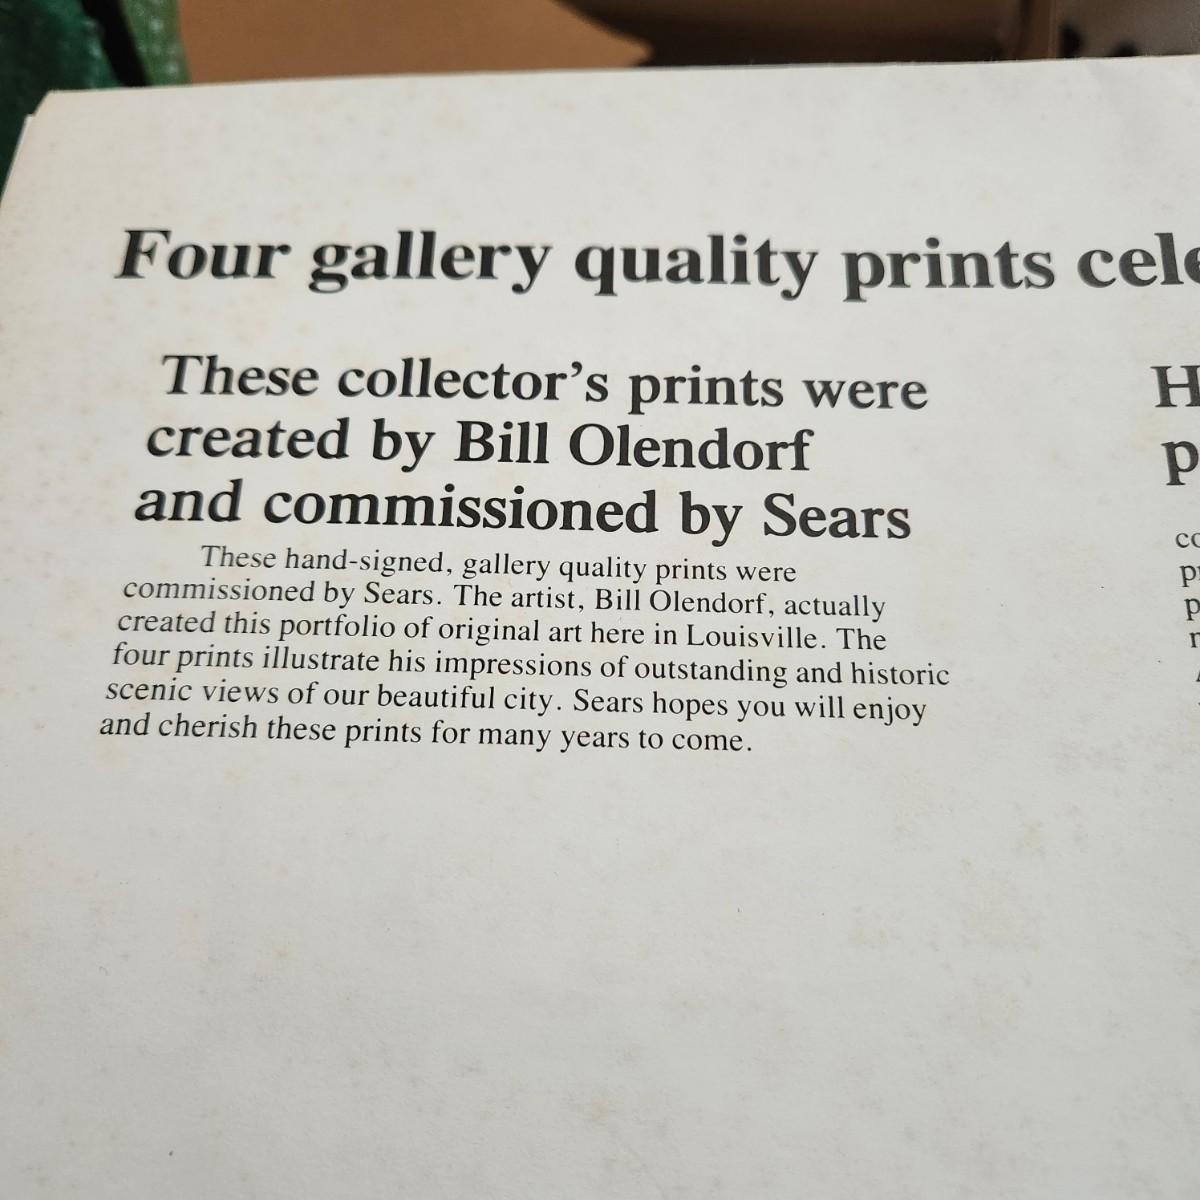 Four gallery quality prints
These collector's prints were
created by Bill Olendorf
and commissioned by Sears
These hand-signed, gallery quality prints were
commissioned by Sears. The artist, Bill Olendorf, actually
created this portfolio of original art here in Louisville. The
four prints illustrate his impressions of outstanding and historic
scenic views of our beautiful city. Sears hopes you will enjoy
and cherish these prints for many years to come.